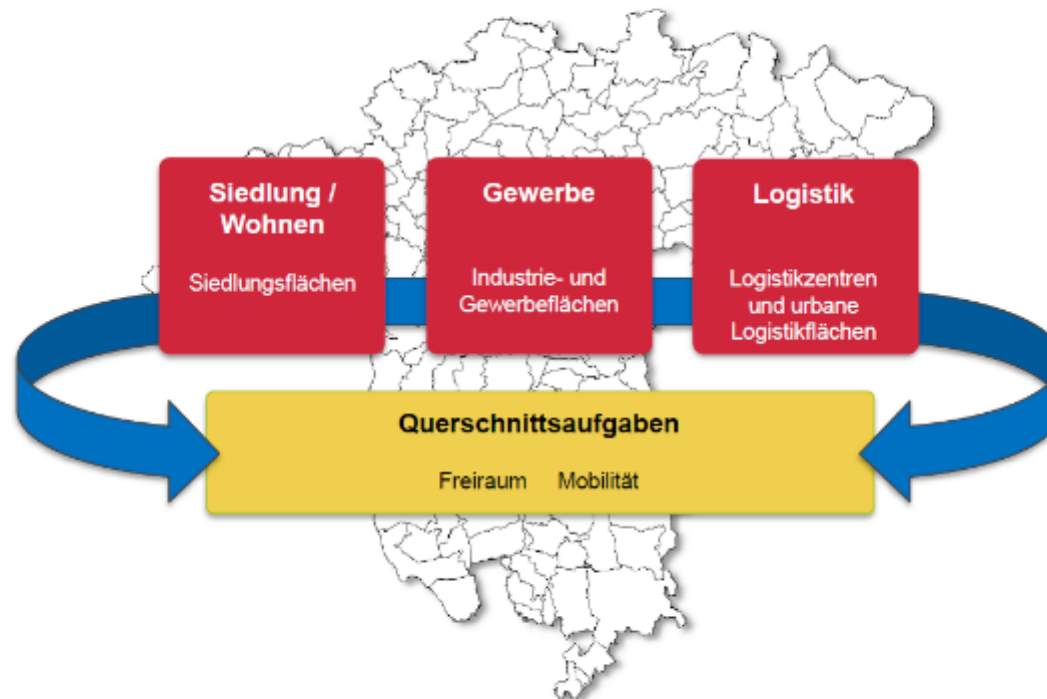 Siedlung /
Wohnen
Siedlungsflächen
Gewerbe
Industrie- und
Gewerbeflächen
Logistik
Logistikzentren
und urbane
Logistikflächen
Querschnittsaufgaben
Freiraum Mobilität